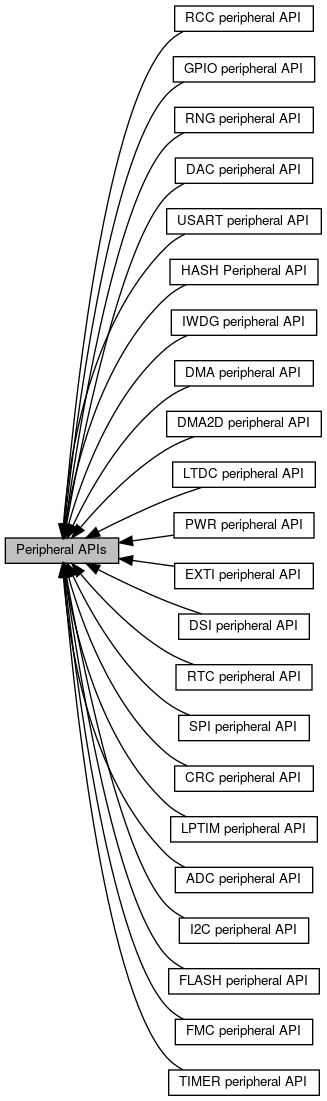 RCC peripheral API
GPIO peripheral API
RNG peripheral API
DAC peripheral API
USART peripheral API
HASH Peripheral API
IWDG peripheral API
DMA peripheral API
DMA2D peripheral API
LTDC peripheral API
PWR peripheral API
Peripheral APIs
EXTI peripheral API
DSI peripheral API
RTC peripheral API
SPI peripheral API
CRC peripheral API
LPTIM peripheral API
ADC peripheral API
I2C peripheral API
FLASH peripheral API
FMC peripheral API
TIMER peripheral API